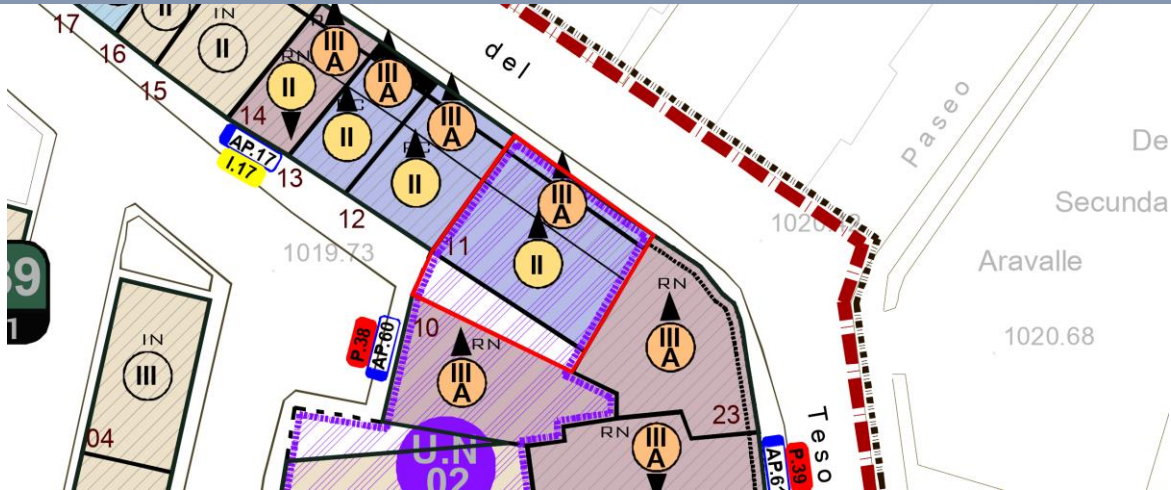 17
16
15
14
13
12
11
10
II
IN
II
RN
II
III
A
III
A
II
III
A
II
III
A
II
del
Paseo
De
Secunda
Aravalle
1020.68
1019.73
AP.17
I.17
39
1
IN
III
04
P.38
AP.60
RN
III
A
RN
III
A
RN
III
A
23
U.N
02
Teso
P.39